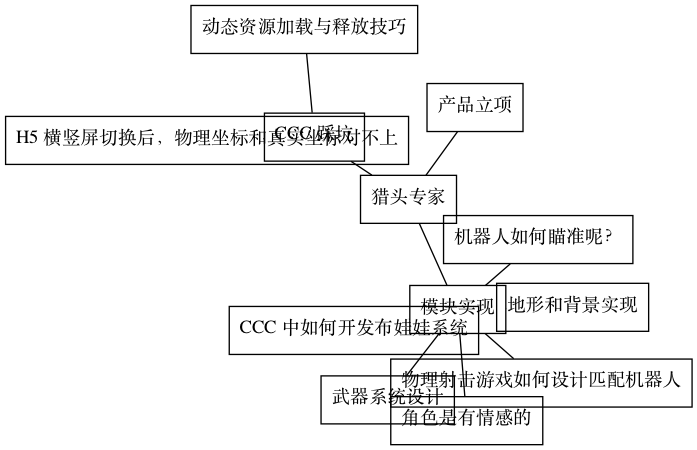 动态资源加载与释放技巧
产品立项
CCC 踩坑
H5 横竖屏切换后，物理坐标和真实坐标对不上
猎头专家
机器人如何瞄准呢？
模块实现
地形和背景实现
CCC 中如何开发布娃娃系统
物理射击游戏如何设计匹配机器人
武器系统设计
角色是有情感的